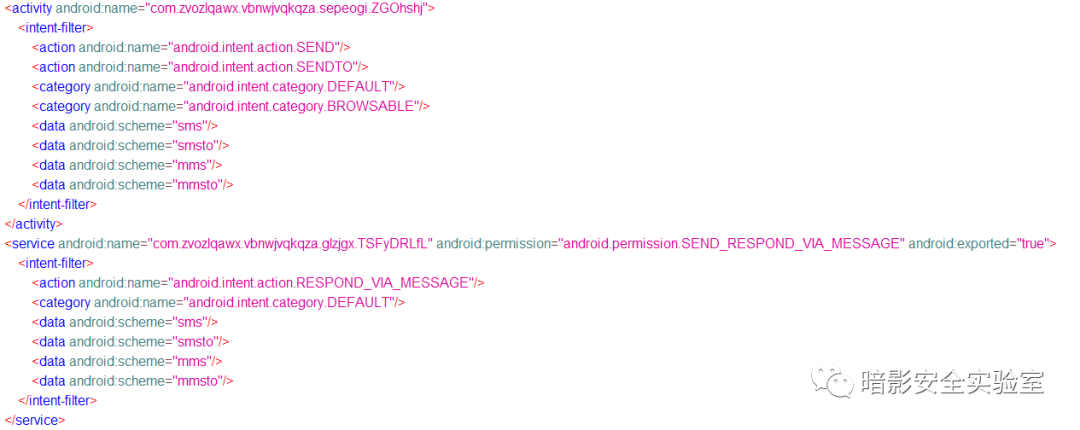 <activity android:name="com.zvozlqawx.vbnwjvqkqza.sepeogi.ZGOhshj">
<intent-filter>
<action android:name="android.intent.action.SEND"/>
<action android:name="android.intent.action.SENDTO"/>
<category android:name="android.intent.category.DEFAULT"/>
<category android:name="android.intent.category.BROWSABLE"/>
<data android:scheme="sms"/>
<data android:scheme="smsto"/>
<data android:scheme="mms"/>
<data android:scheme="mmsto"/>
</intent-filter>
</activity>
<service android:name="com.zvozlqawx.vbnwjvqkqza.glzjgx.TSFyDRLfL" android:permission="android.permission.SEND_RESPOND_VIA_MESSAGE" android:exported="true">
<intent-filter>
<action android:name="android.intent.action.RESPOND_VIA_MESSAGE"/>
<category android:name="android.intent.category.DEFAULT"/>
<data android:scheme="sms"/>
<data android:scheme="smsto"/>
<data android:scheme="mms"/>
<data android:scheme="mmsto"/>
</intent-filter>
</service>
暗影安全实验室